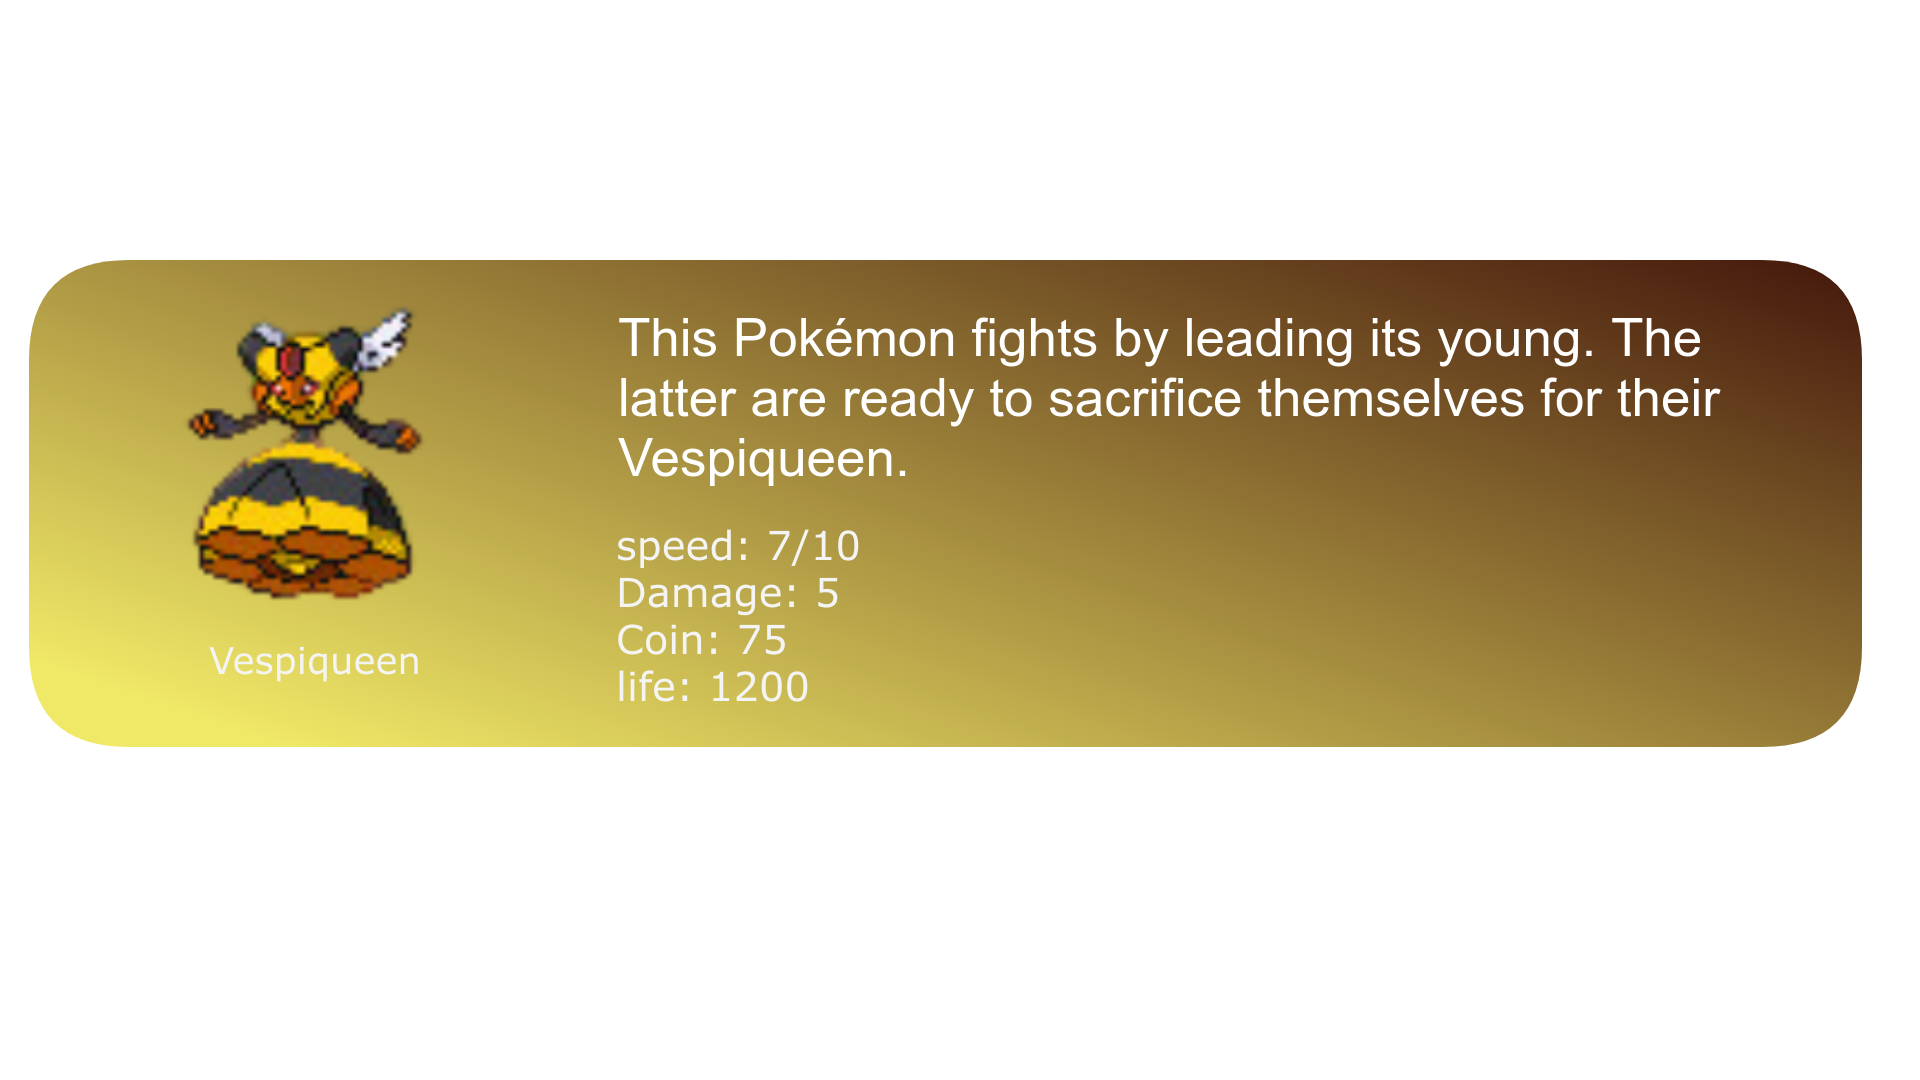 This Pokémon fights by leading its young. The
latter are ready to sacrifice themselves for their
Vespiqueen.
speed: 7/10
Damage: 5
Coin: 75
life: 1200
Vespiqueen